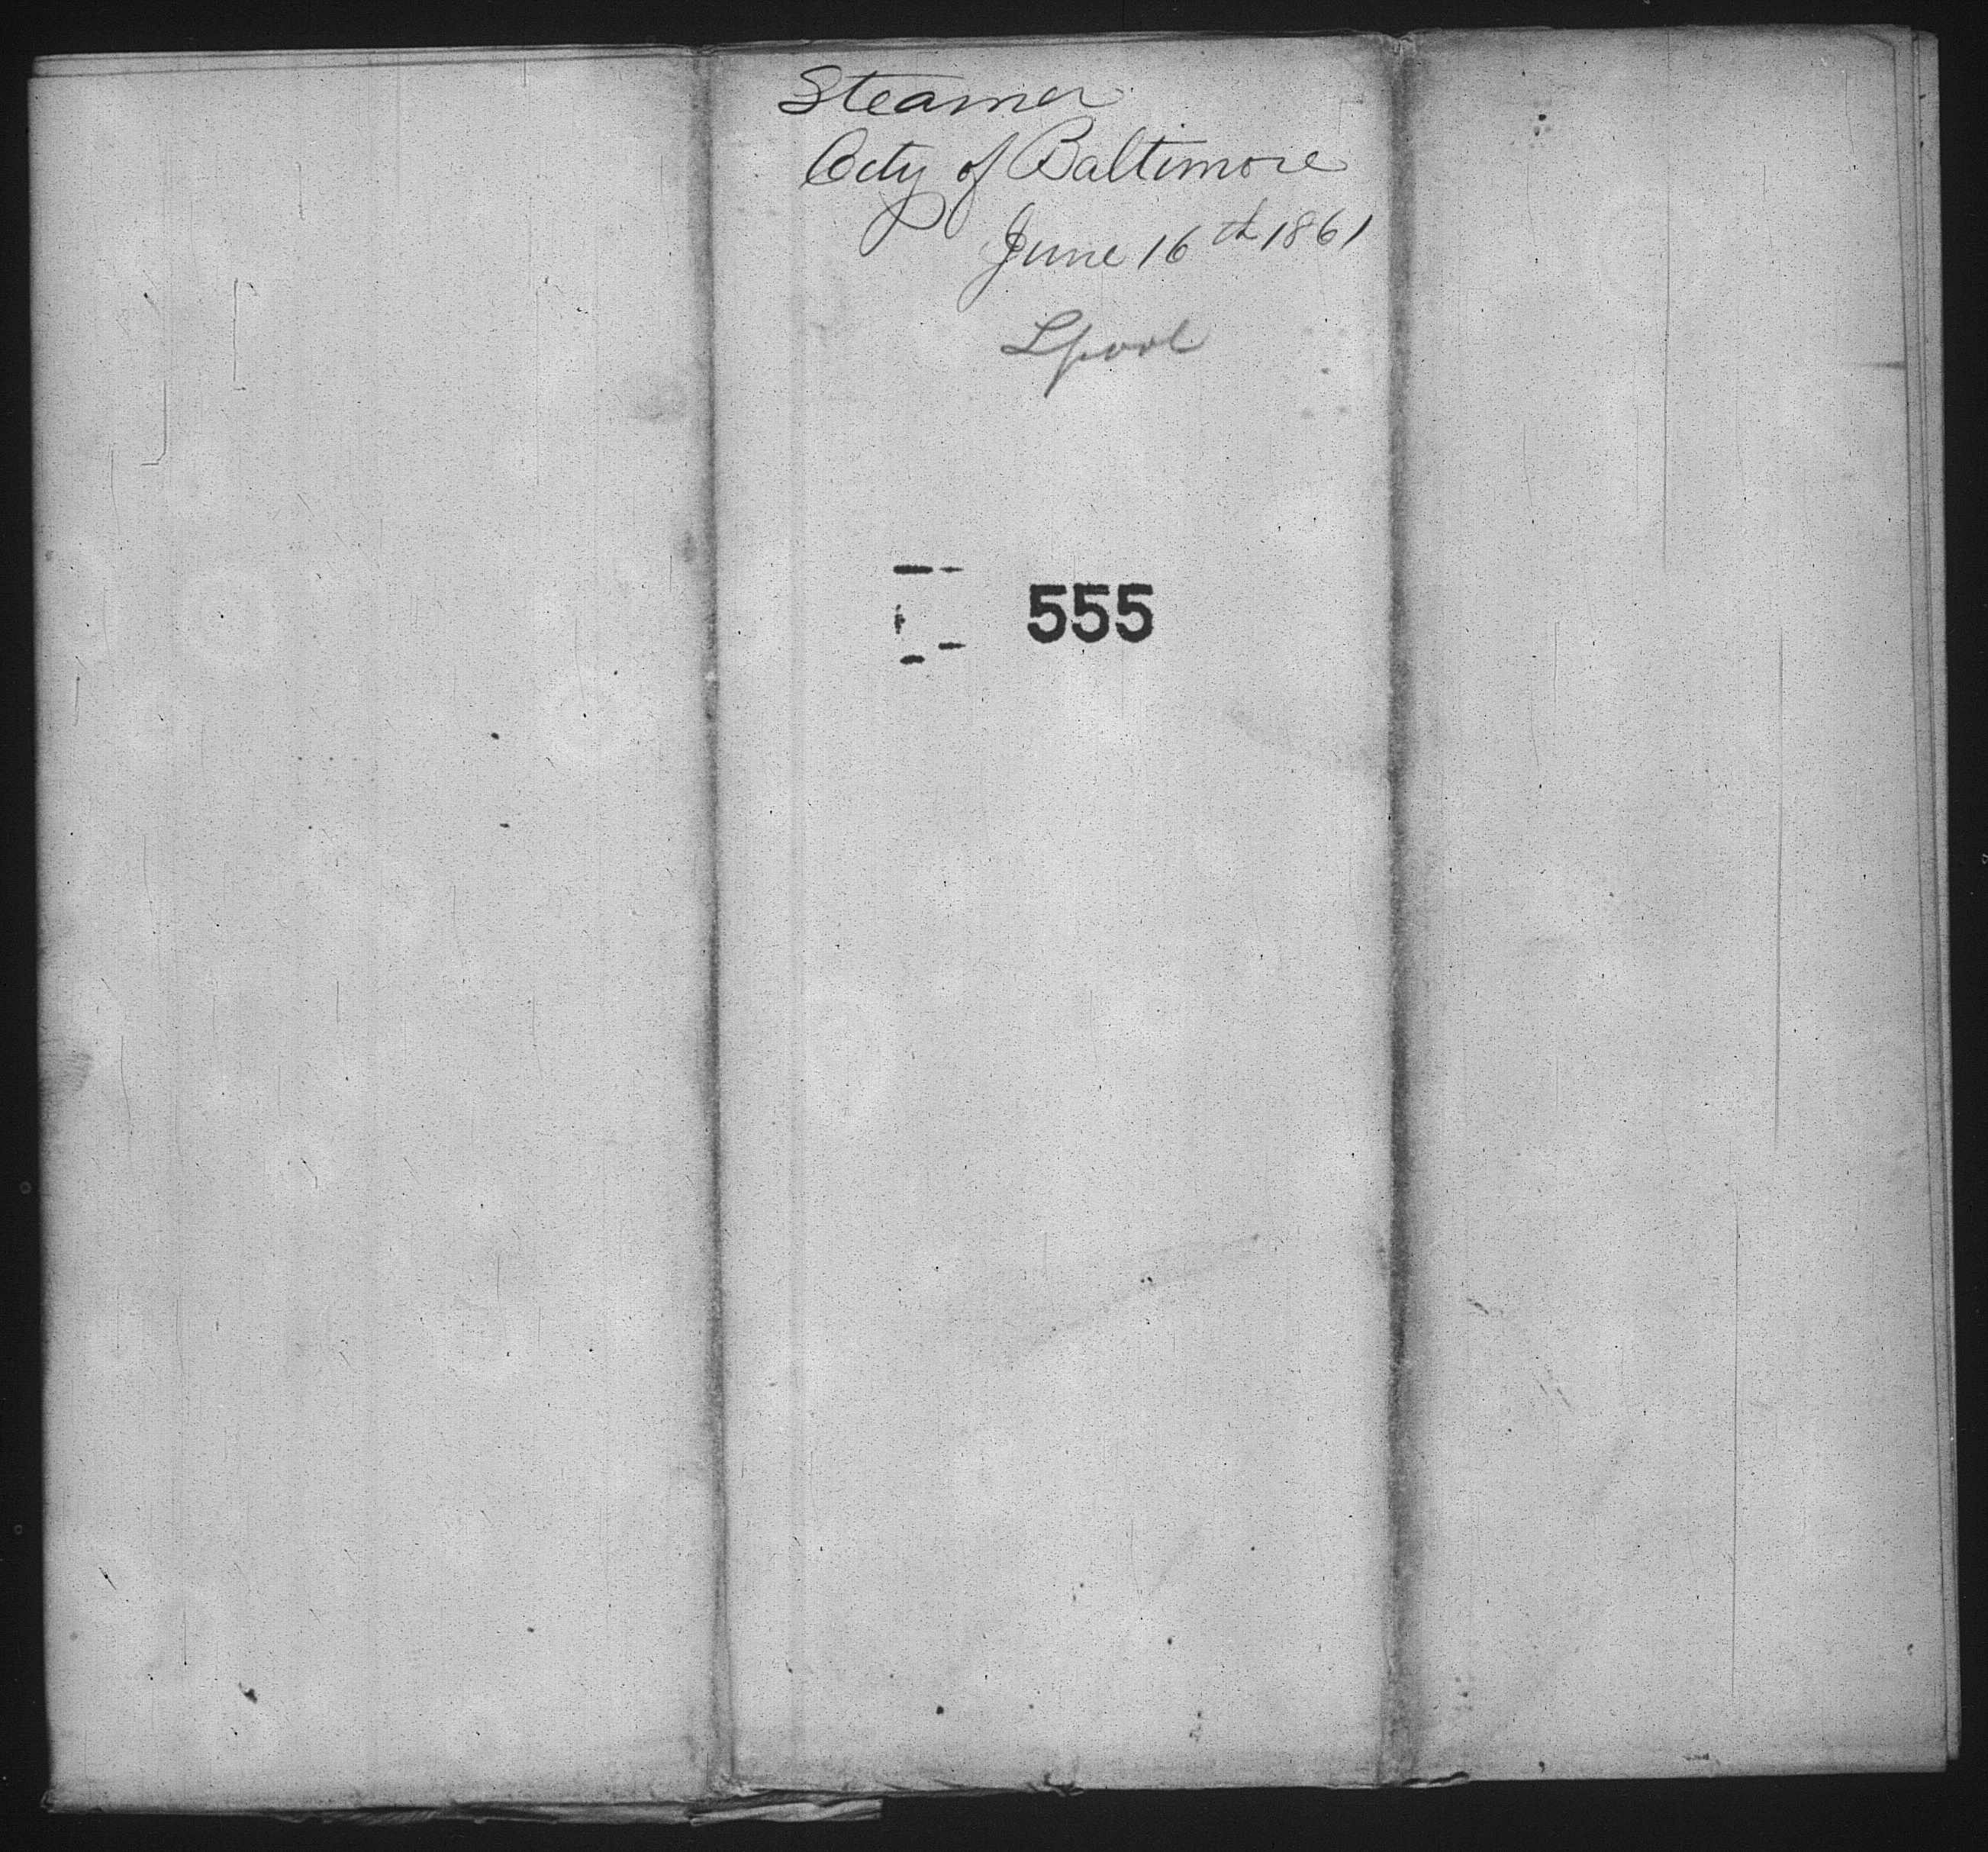 Steamer
City of Baltimore
June 16th 1861
Lpool
555